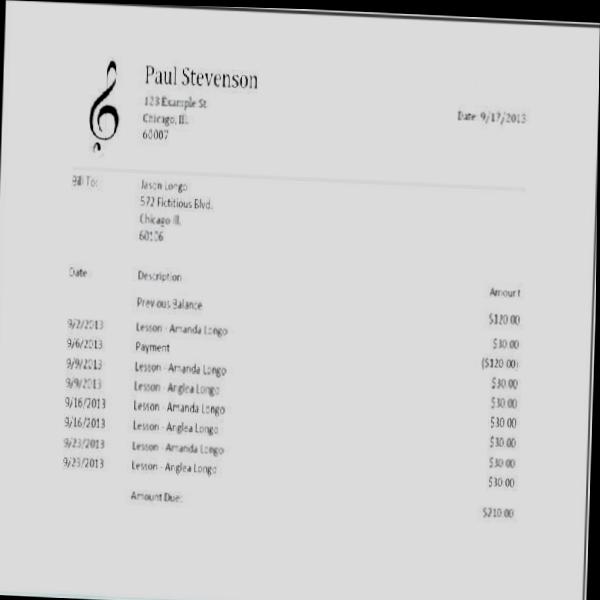 Paul Stevenson
123 Example St
Chicago, Ill.
60007
Date: 9/17/2013
Bill To:
Jason Longo
572 Fictitious Blvd.
Chicago Ill.
60106
Date Description Amount
Previous Balance $120.00
9/2/2013 Lesson - Amanda Longo $30.00
9/6/2013 Payment ($120.00)
9/9/2013 Lesson - Amanda Longo $30.00
9/9/2013 Lesson - Anglea Longo $30.00
9/16/2013 Lesson - Amanda Longo $30.00
9/16/2013 Lesson - Anglea Longo $30.00
9/23/2013 Lesson - Amanda Longo $30.00
9/23/2013 Lesson - Anglea Longo $30.00
Amount Due: $210.00